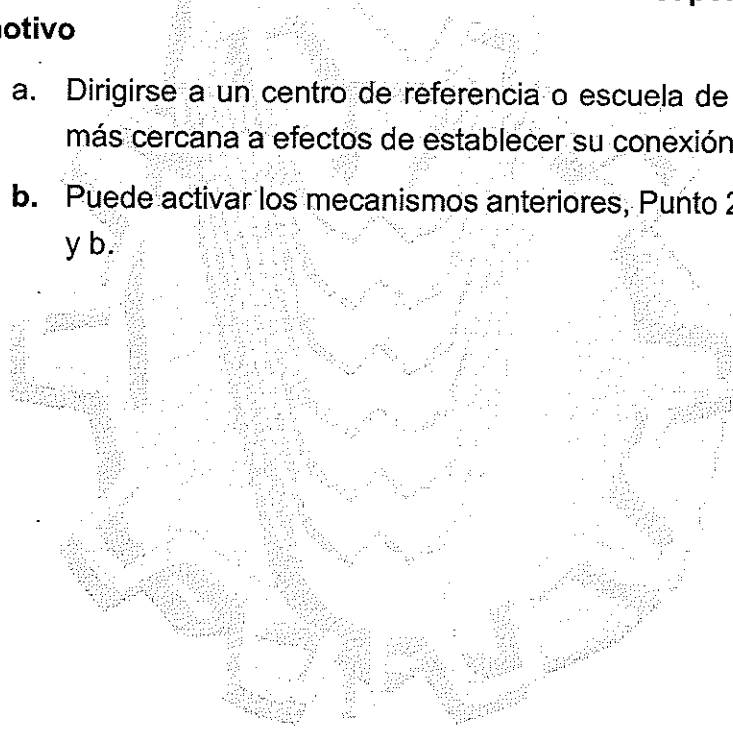 a. Dirigirse a un centro de referencia o escuela de
más cercana a efectos de establecer su conexión
b. Puede activar los mecanismos anteriores, Punto 2
y b.